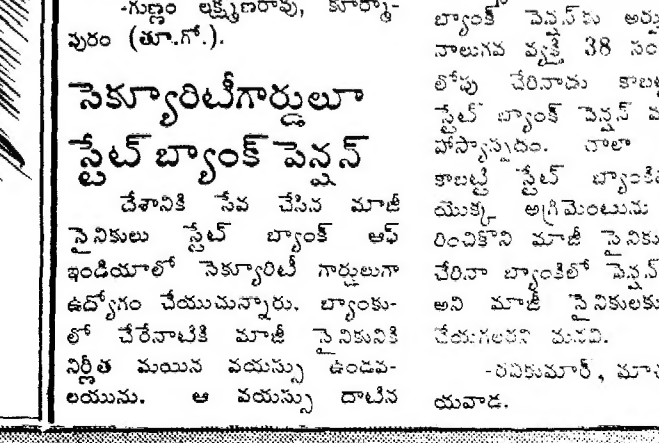 -గుణ్ణం లక్ష్మణరావు, కూర్మా-
పురం (తూ.గో.).
సెక్యూరిటీగార్డులూ
స్టేట్ బ్యాంక్ పెన్షన్
దేశానికి సేవ చేసిన మాజీ
సైనికులు స్టేట్ బ్యాంక్ ఆఫ్
ఇండియాలో సెక్యూరిటీ గార్డులుగా
ఉద్యోగం చేయుచున్నారు. బ్యాంకు-
లో చేరేనాటికి మాజీ సైనికునికి
నిర్ణీత మయిన వయస్సు ఉండవ-
లయును. ఆ వయస్సు దాటిన
బ్యాంక్ పెన్షన్‌కు
నాలుగవ వ్యక్తి 38
లోపు చేరినాడు
స్టేట్ బ్యాంక్ పెన్షన్
హాస్యాస్పదం. చాలా
కాబట్టి స్టేట్
యొక్క అగ్రిమెంటును
రించికొని మాజీ
చేరినా బ్యాంకిలో పెన్షన్
అని మాజీ సైనికులకు
చేయగలరని మనవి.
-రవికుమార్,
యవాడ.